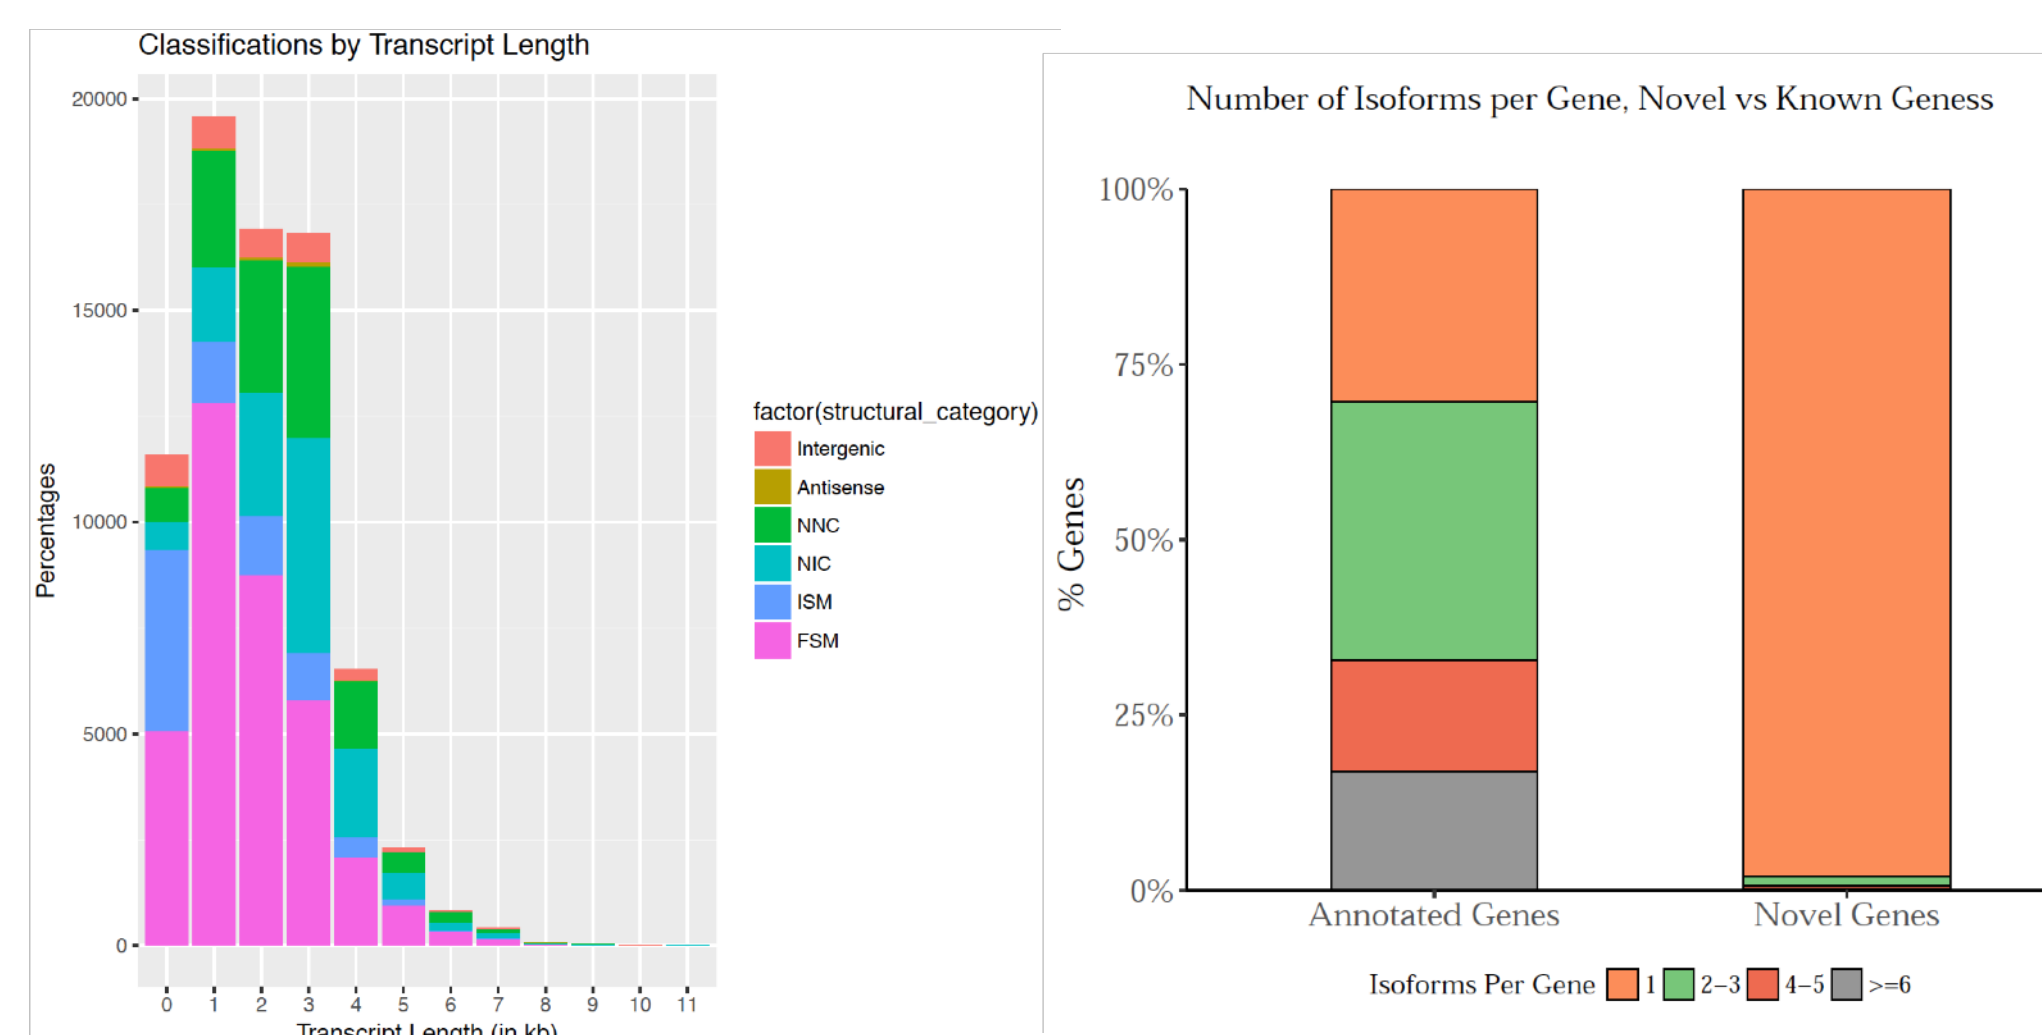 Classifications by Transcript Length
20000
15000
10000
5000
0
Percentages
0 1 2 3 4 5 6 7 8 9 10 11
Transcript Length (in kb)
factor(structural_category)
Intergenic
Antisense
NNC
NIC
ISM
FSM
Number of Isoforms per Gene, Novel vs Known Geness
100%
75%
50%
25%
0%
% Genes
Annotated Genes Novel Genes
Isoforms Per Gene 1 2–3 4–5 >=6